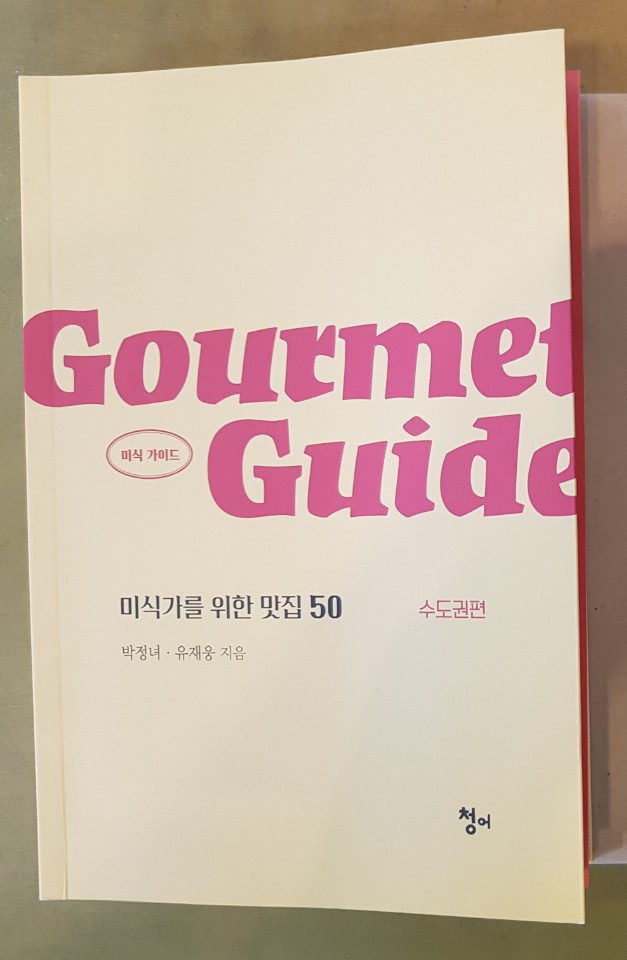 Gourmet
미식 가이드
Guide
미식가를 위한 맛집 50
수도권편
박정녀 · 유재웅 지음
청어